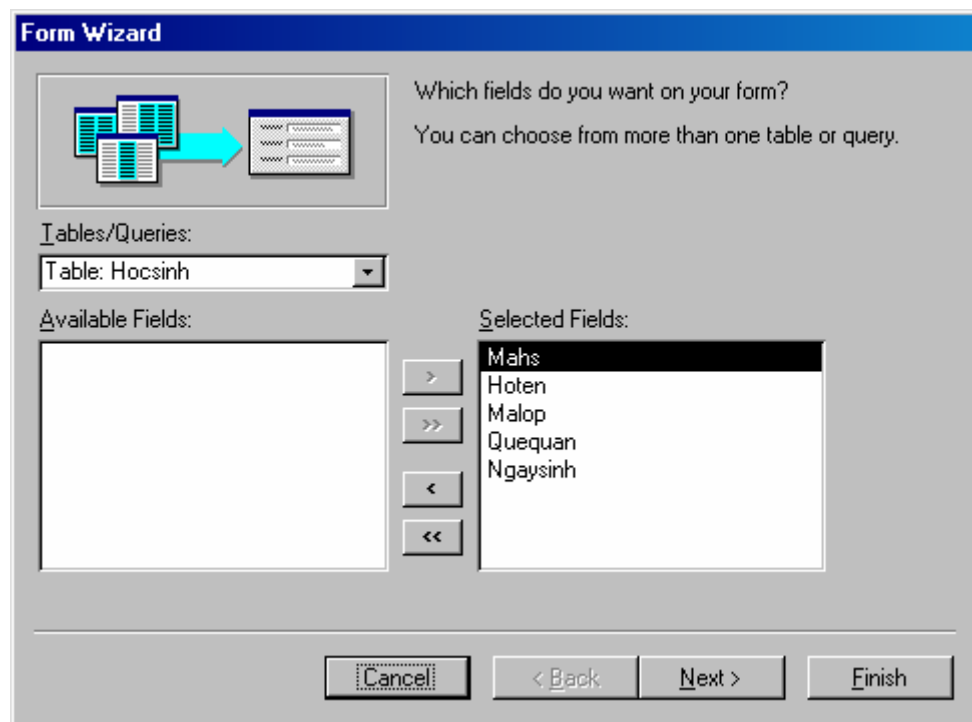 Form Wizard
Which fields do you want on your form?
You can choose from more than one table or query.
Tables/Queries:
Table: Hocsinh
Available Fields:
Selected Fields:
Mahs
Hoten
Malop
Quequan
Ngaysinh
>
>>
<
<<
Cancel
< Back
Next >
Finish